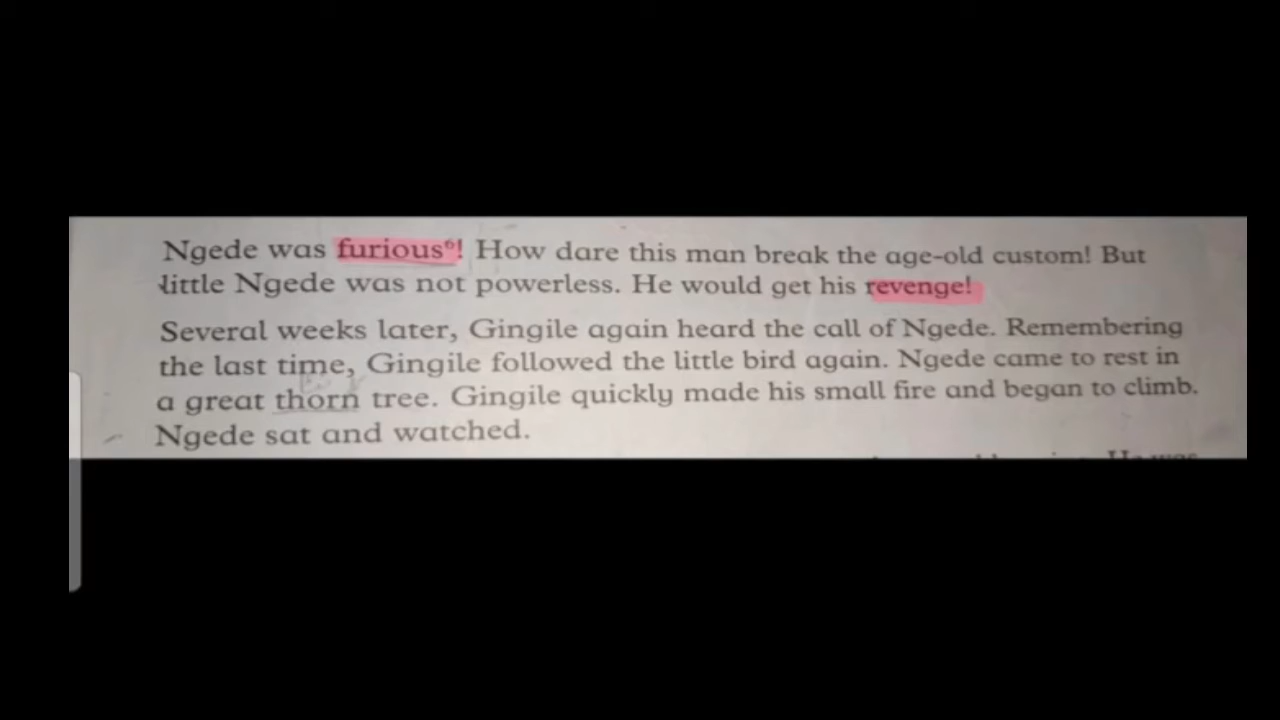 Ngede was furious⁶! How dare this man break the age-old custom! But
little Ngede was not powerless. He would get his revenge!
Several weeks later, Gingile again heard the call of Ngede. Remembering
the last time, Gingile followed the little bird again. Ngede came to rest in
a great thorn tree. Gingile quickly made his small fire and began to climb.
Ngede sat and watched.